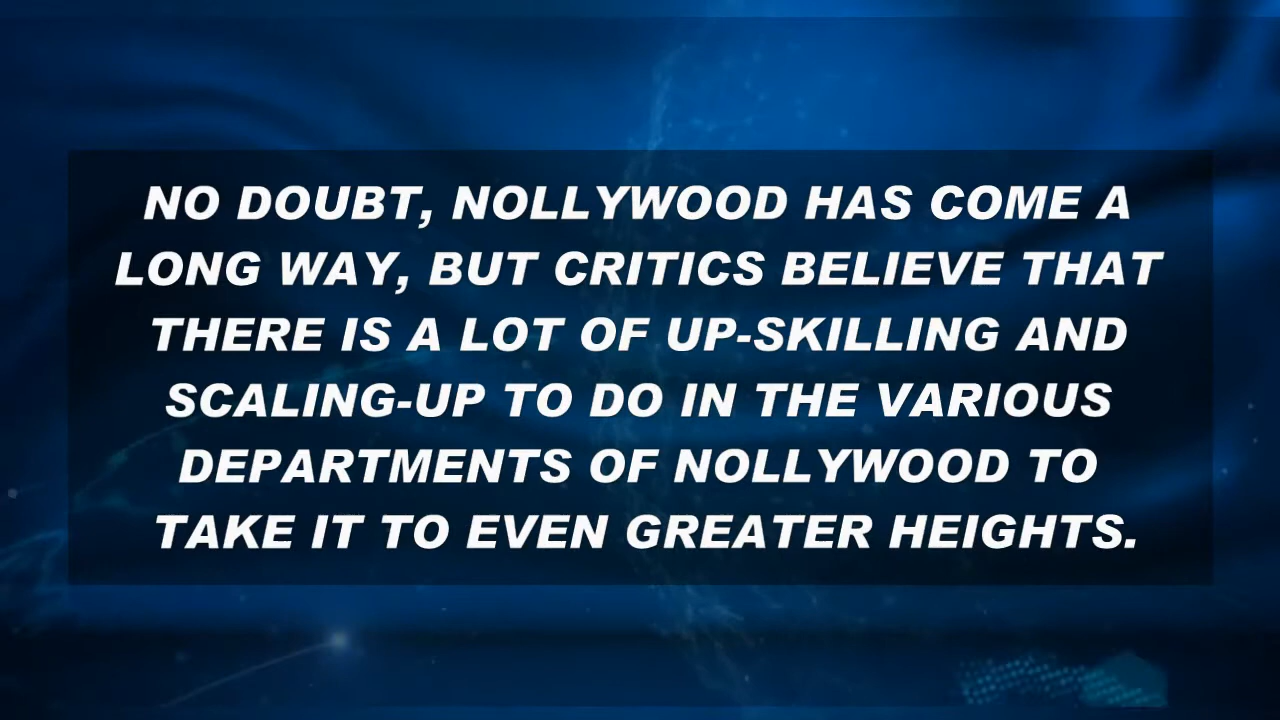 NO DOUBT, NOLLYWOOD HAS COME A
LONG WAY, BUT CRITICS BELIEVE THAT
THERE IS A LOT OF UP-SKILLING AND
SCALING-UP TO DO IN THE VARIOUS
DEPARTMENTS OF NOLLYWOOD TO
TAKE IT TO EVEN GREATER HEIGHTS.